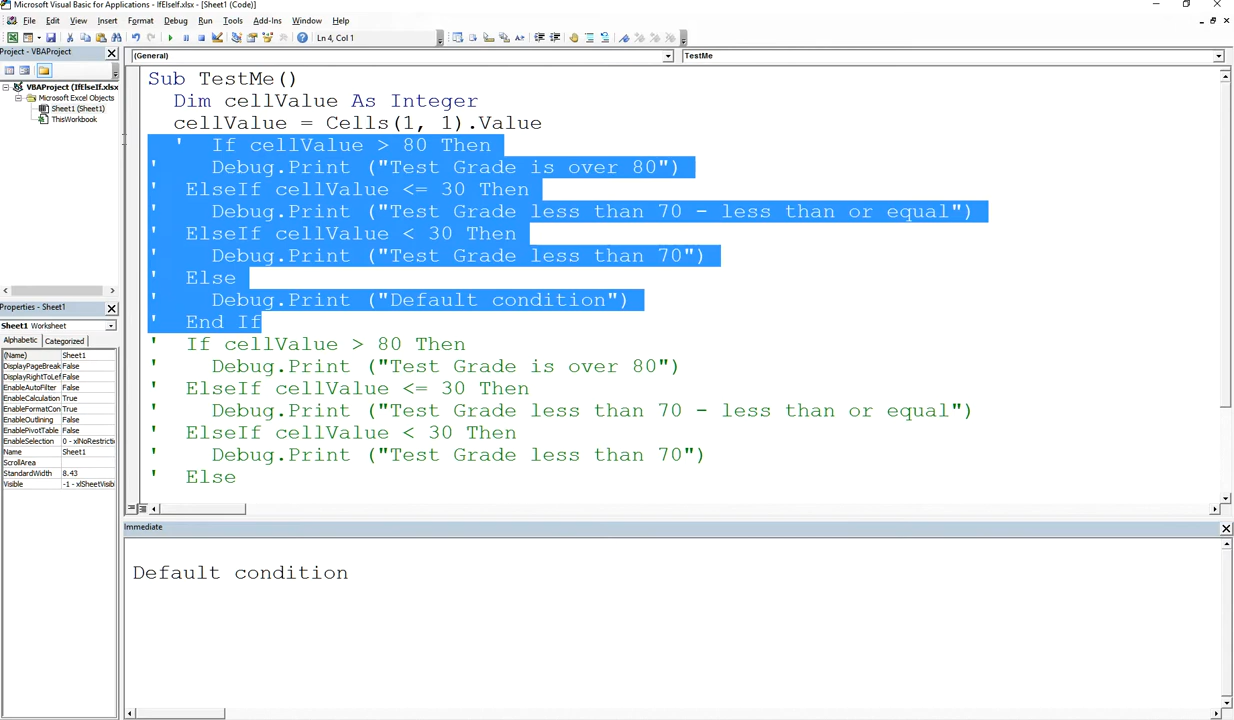 Microsoft Visual Basic for Applications - IfElseIf.xlsx - [Sheet1 (Code)]
File Edit View Insert Format Debug Run Tools Add-Ins Window Help
Ln 4, Col 1
Project - VBAProject
(General) TestMe
VBAProject (IfElseIf.xlsx
Microsoft Excel Objects
Sheet1 (Sheet1)
ThisWorkbook
Sub TestMe()
Dim cellValue As Integer
cellValue = Cells(1, 1).Value
' If cellValue > 80 Then
' Debug.Print ("Test Grade is over 80")
' ElseIf cellValue <= 30 Then
' Debug.Print ("Test Grade less than 70 - less than or equal")
' ElseIf cellValue < 30 Then
' Debug.Print ("Test Grade less than 70")
' Else
' Debug.Print ("Default condition")
' End If
' If cellValue > 80 Then
' Debug.Print ("Test Grade is over 80")
' ElseIf cellValue <= 30 Then
' Debug.Print ("Test Grade less than 70 - less than or equal")
' ElseIf cellValue < 30 Then
' Debug.Print ("Test Grade less than 70")
' Else
Properties - Sheet1
Sheet1 Worksheet
Alphabetic Categorized
(Name) Sheet1
DisplayPageBreak False
DisplayRightToLef False
EnableAutoFilter False
EnableCalculation True
EnableFormatCon True
EnableOutlining False
EnablePivotTable False
EnableSelection 0 - xlNoRestricti
Name Sheet1
ScrollArea
StandardWidth 8.43
Visible -1 - xlSheetVisib
Immediate
Default condition